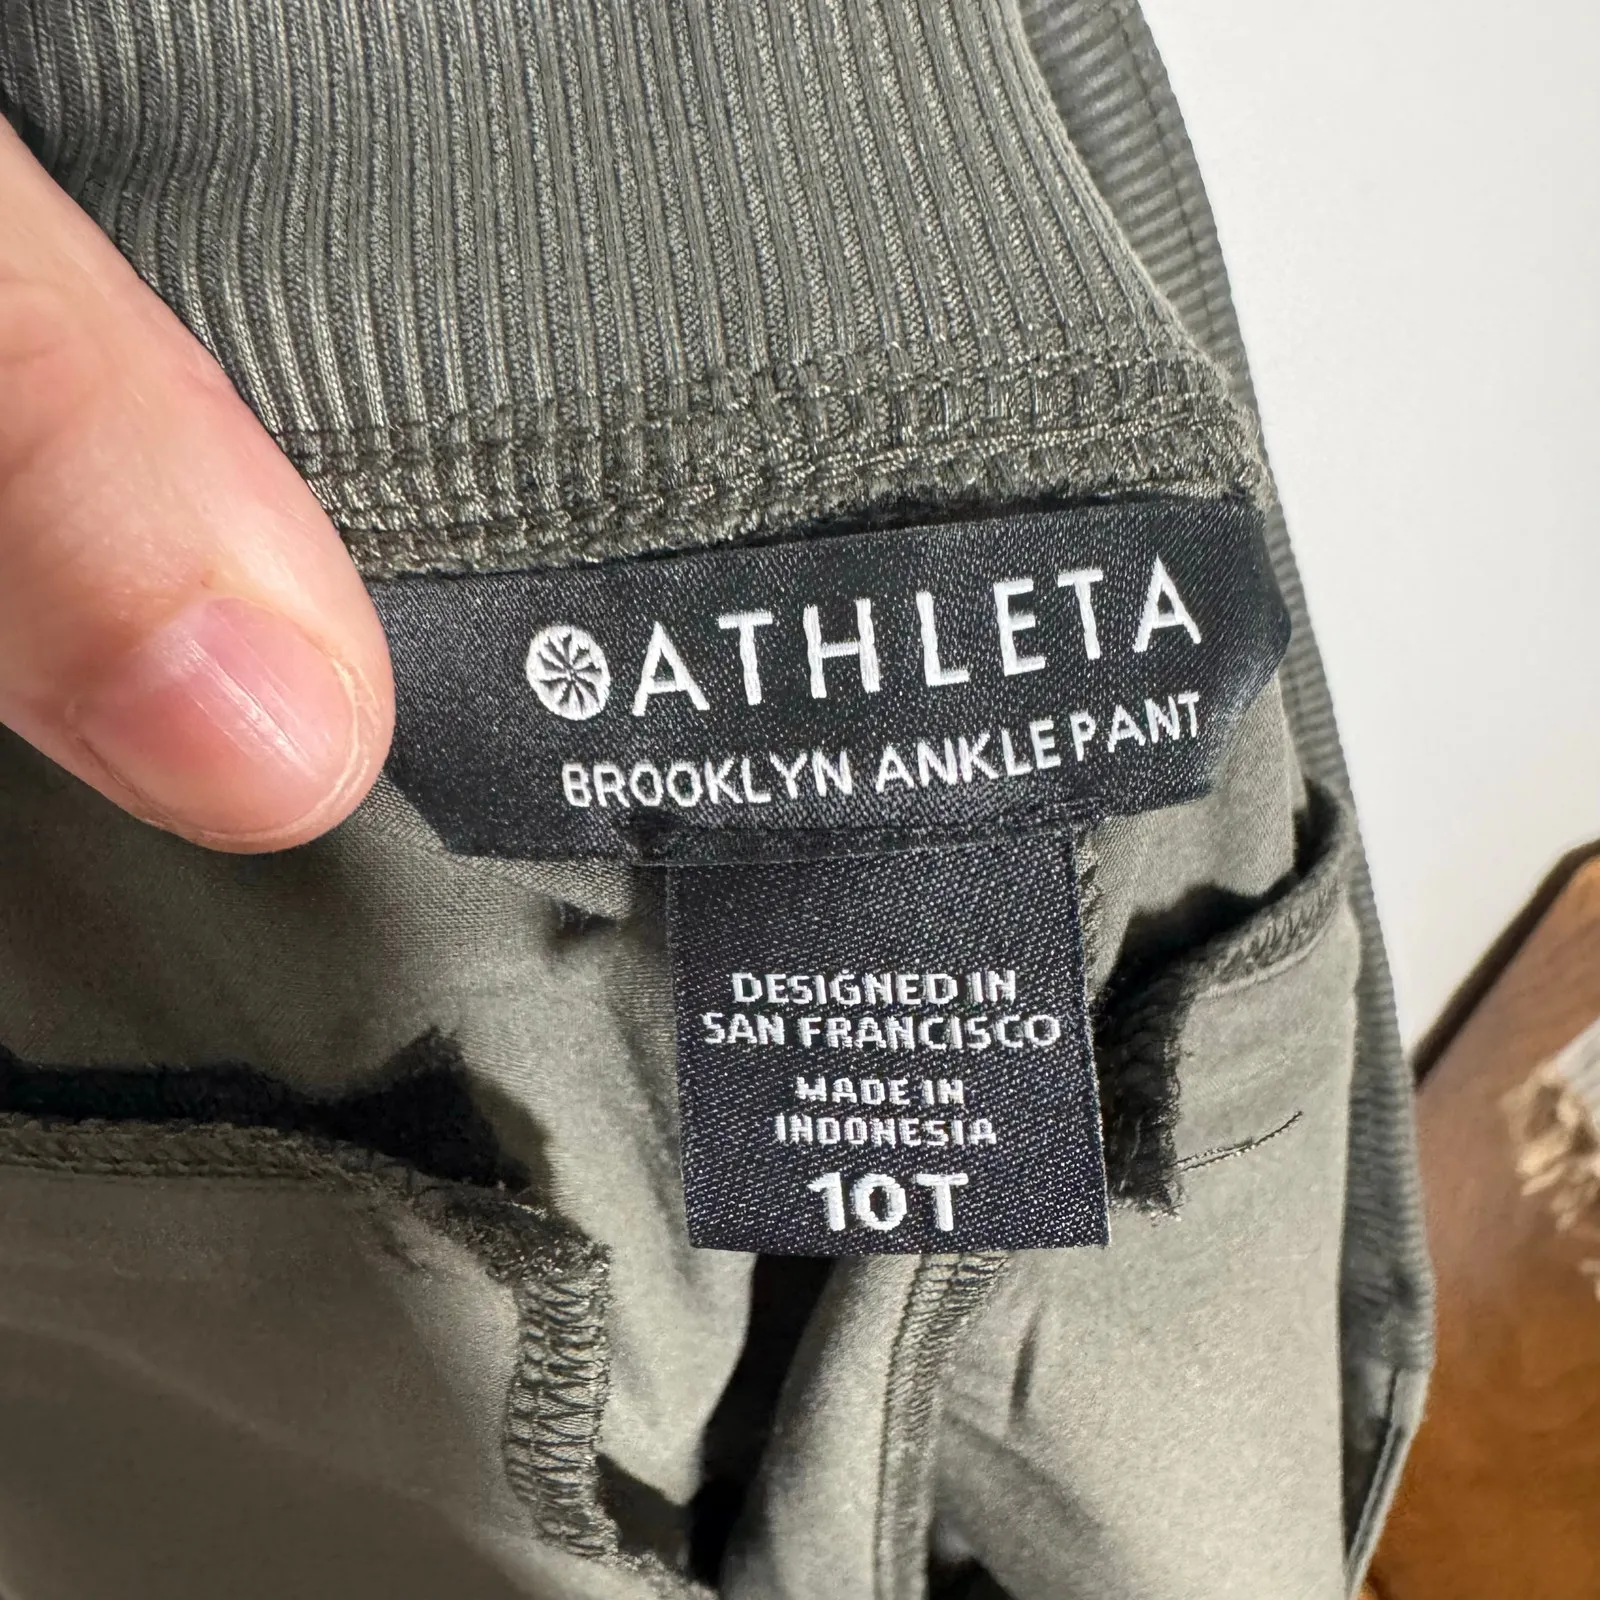 ATHLETA
BROOKLYN ANKLE PANT
DESIGNED IN
SAN FRANCISCO
MADE IN
INDONESIA
10T